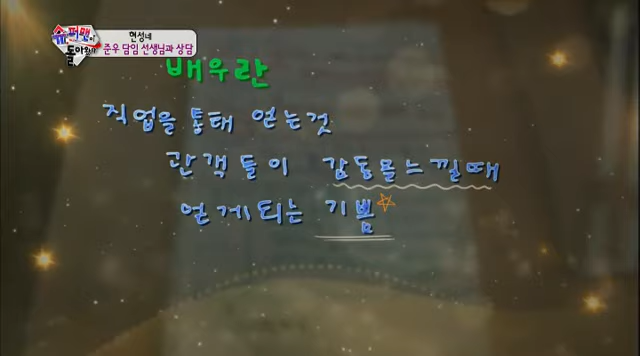 슈퍼맨이 돌아왔다
현성네
준우 담임 선생님과 상담
배우란
직업을 통해 얻는것
관객들이 감동을느낄때
얻게되는 기쁨